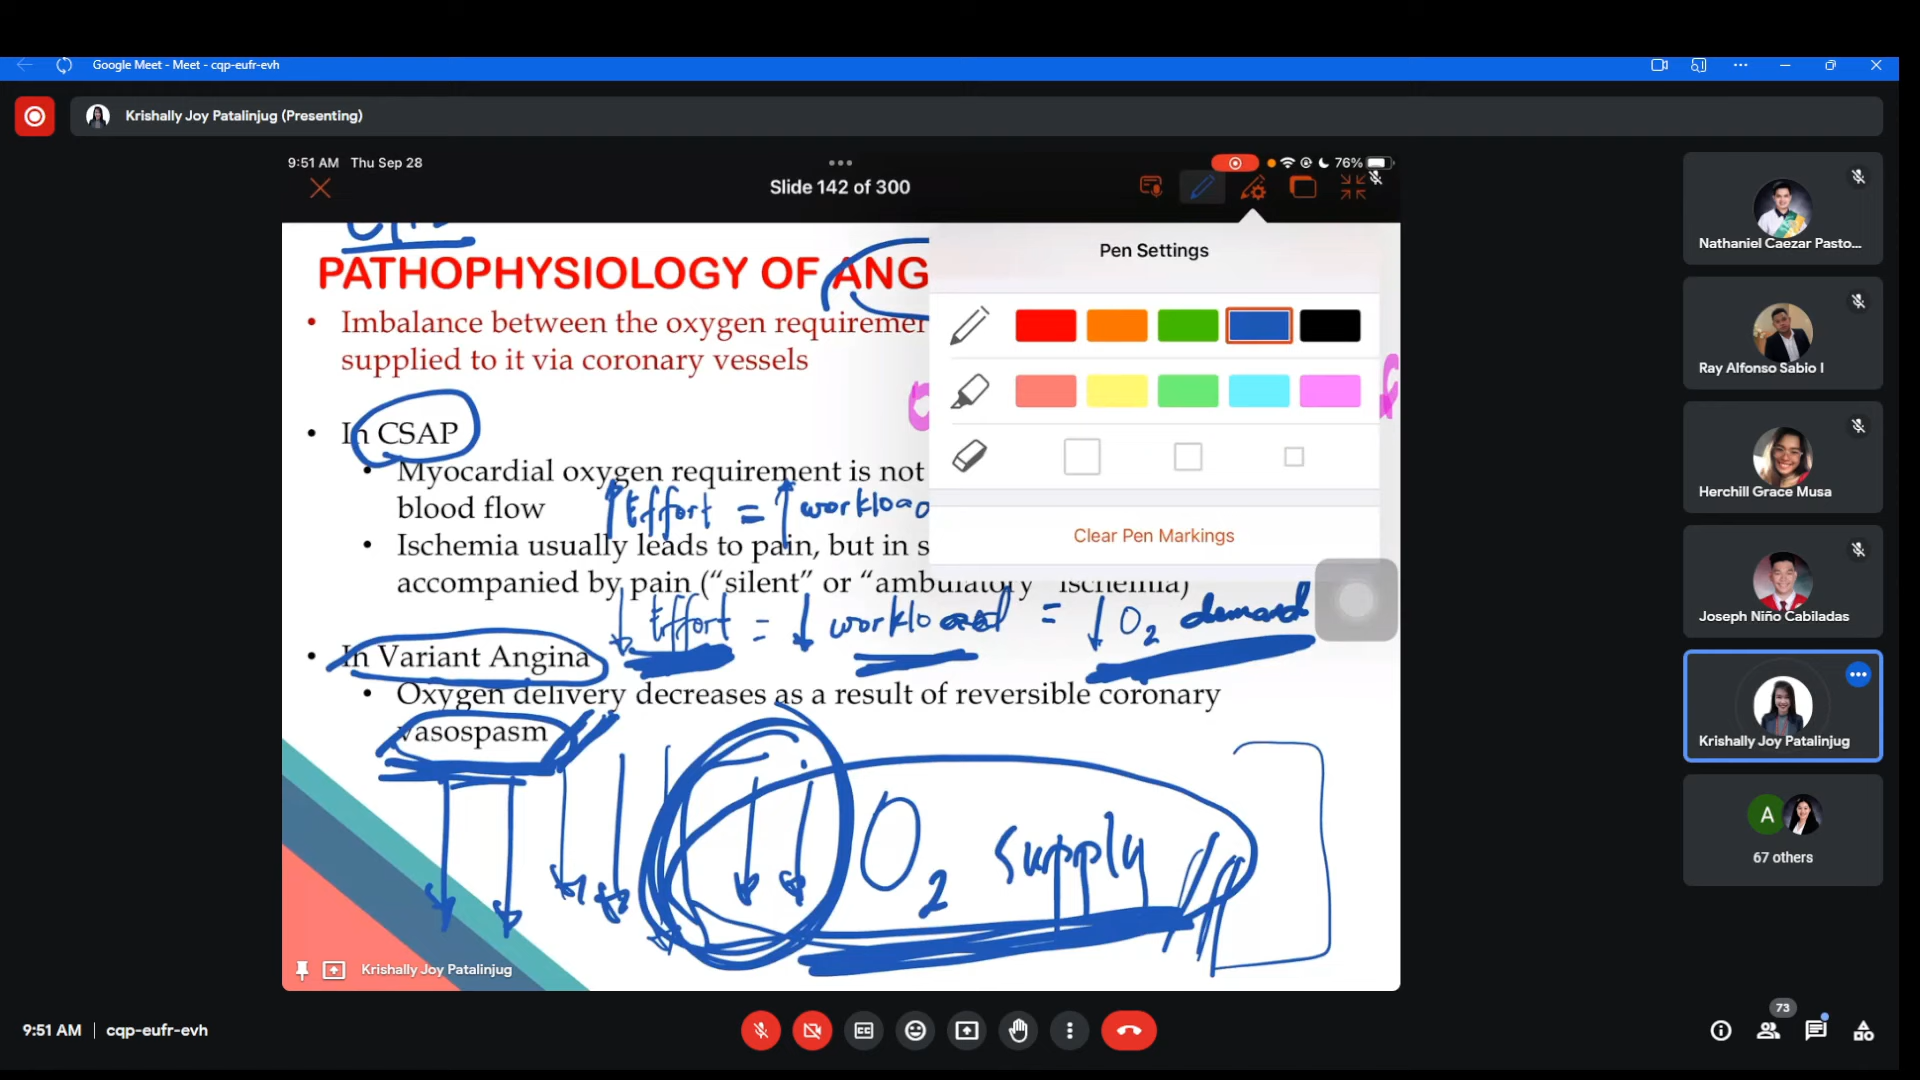 Google Meet - Meet - cqp-eufr-evh
Krishally Joy Patalinjug (Presenting)
9:51 AM Thu Sep 28
76%
Slide 142 of 300
Pen Settings
PATHOPHYSIOLOGY OF ANG
• Imbalance between the oxygen requiremen
supplied to it via coronary vessels
• In CSAP
• Myocardial oxygen requirement is not
blood flow
↑Effort = ↑workload
• Ischemia usually leads to pain, but in s
accompanied by pain (“silent” or “ambulatory” ischemia)
↓Effort = ↓workload = ↓O2 demand
• In Variant Angina
• Oxygen delivery decreases as a result of reversible coronary
vasospasm
O2 supply
Clear Pen Markings
Krishally Joy Patalinjug
Nathaniel Caezar Pasto...
Ray Alfonso Sabio I
Herchill Grace Musa
Joseph Niño Cabiladas
Krishally Joy Patalinjug
A
67 others
9:51 AM | cqp-eufr-evh
73